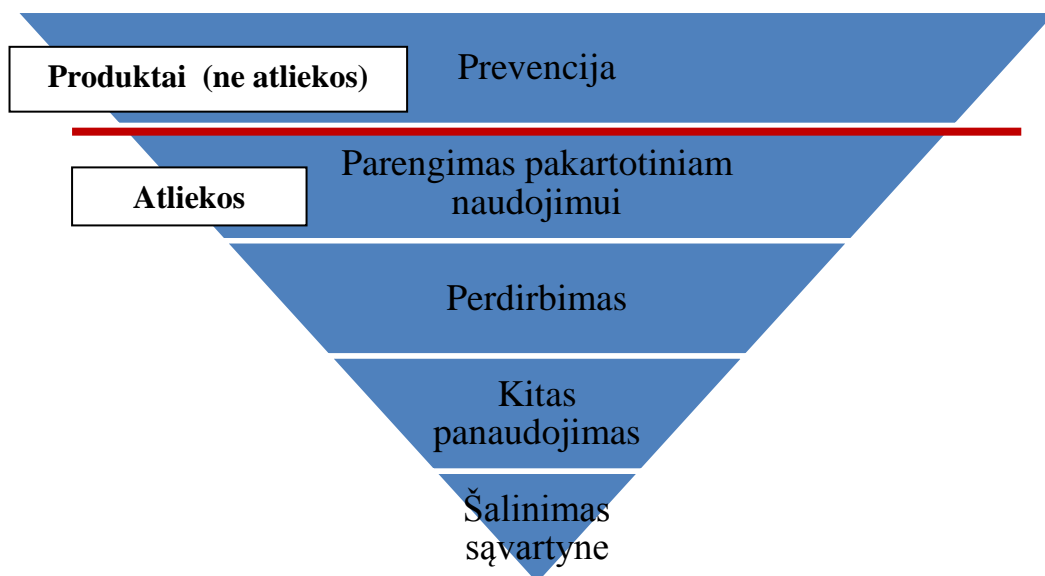 Prevencija
Produktai (ne atliekos)
Parengimas pakartotiniam
naudojimui
Atliekos
Perdirbimas
Kitas
panaudojimas
Šalinimas
sąvartyne